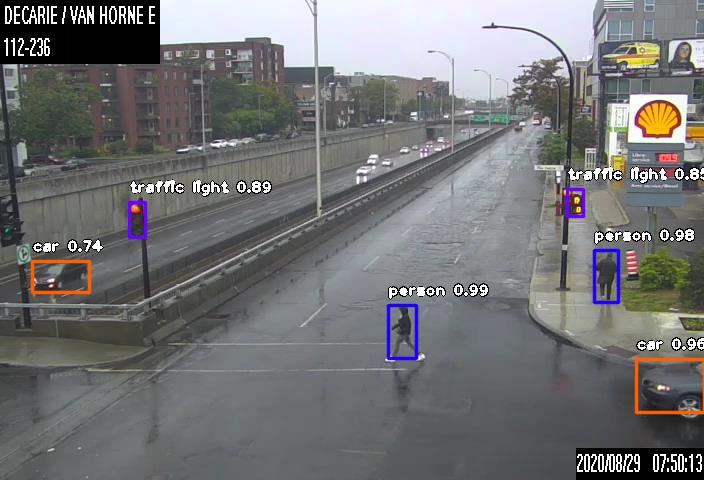 DECARIE / VAN HORNE E
112-236
traffic light 0.89
traffic light 0.85
car 0.74
person 0.98
person 0.99
car 0.96
Shell
2020/08/29 07:50:13